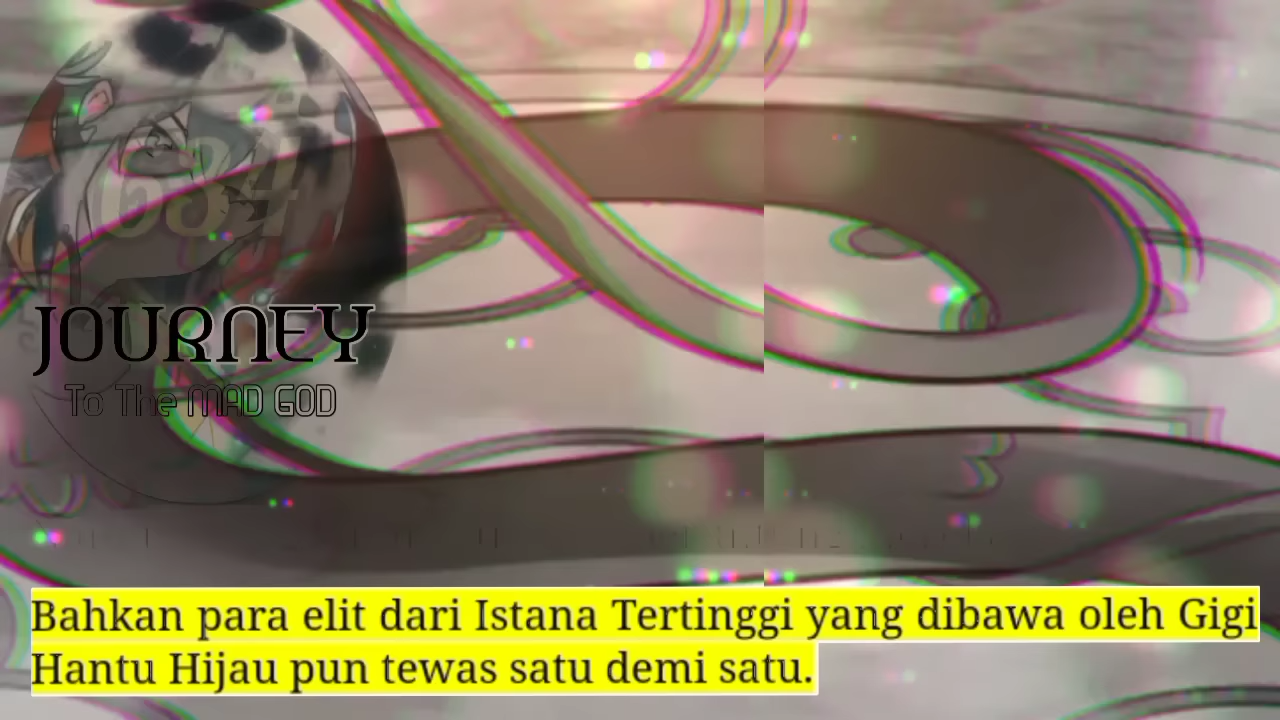 634
JOURNEY
To The MAD GOD
Bahkan para elit dari Istana Tertinggi yang dibawa oleh Gigi
Hantu Hijau pun tewas satu demi satu.